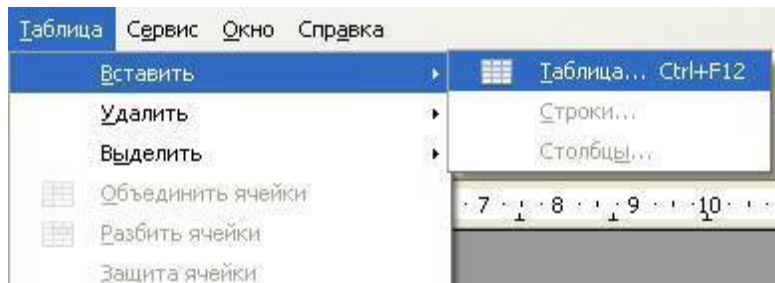 Таблица Сервис Окно Справка
Вставить
Таблица... Ctrl+F12
Удалить
Строки...
Выделить
Столбцы...
Объединить ячейки
7 8 9 10
Разбить ячейки
Защита ячейки